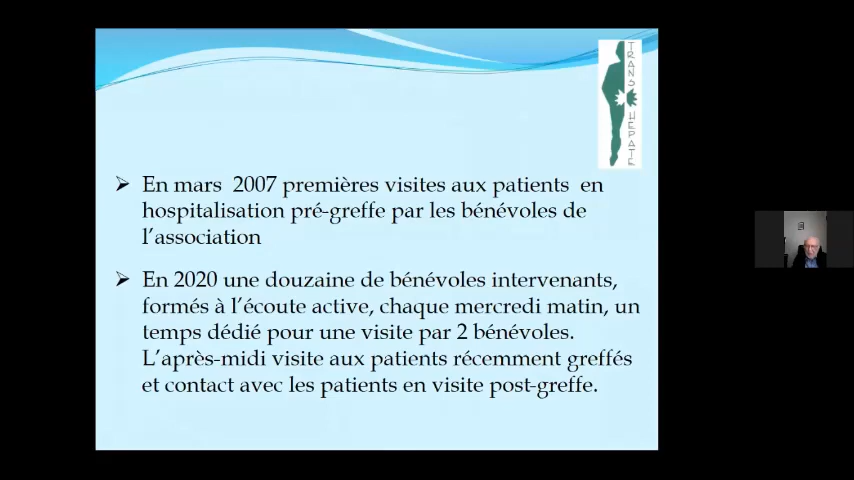 TRANS HEPATE
➢ En mars 2007 premières visites aux patients en
hospitalisation pré-greffe par les bénévoles de
l’association
➢ En 2020 une douzaine de bénévoles intervenants,
formés à l’écoute active, chaque mercredi matin, un
temps dédié pour une visite par 2 bénévoles.
L’après-midi visite aux patients récemment greffés
et contact avec les patients en visite post-greffe.